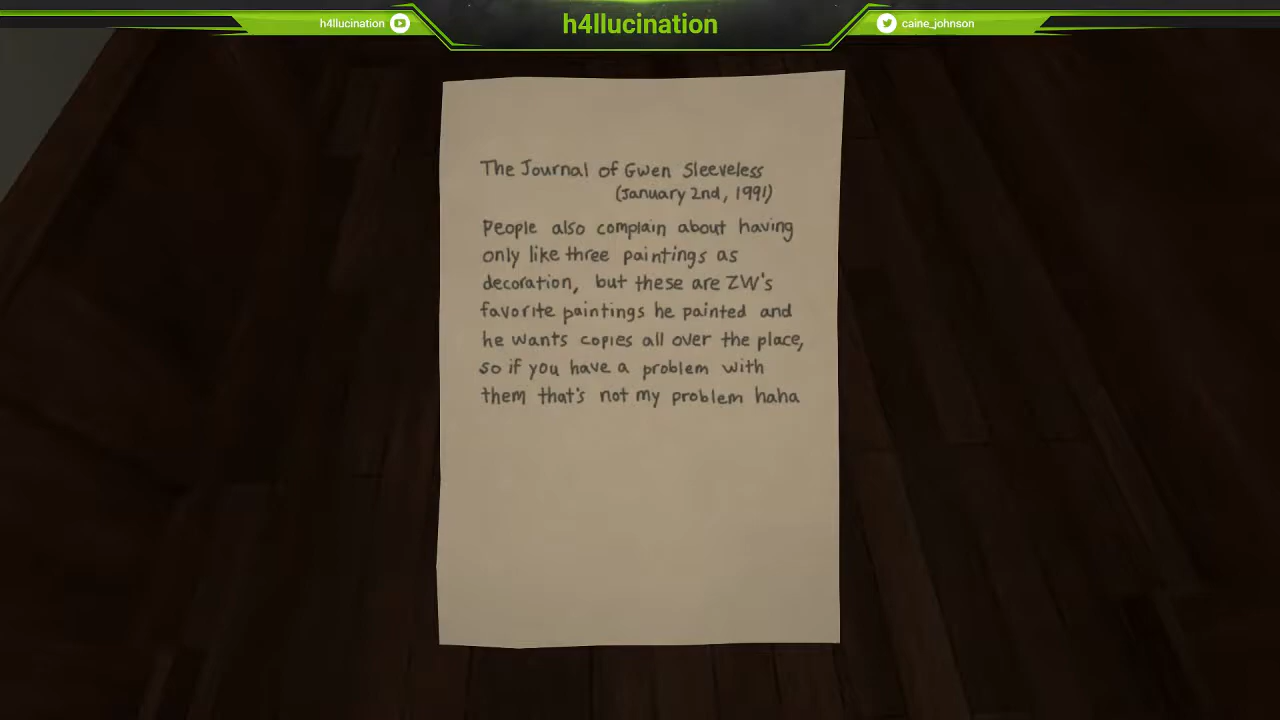 h4llucination
h4llucination
caine_johnson
The Journal of Gwen Sleeveless
(January 2nd, 1991)
People also complain about having
only like three paintings as
decoration, but these are ZW's
favorite paintings he painted and
he wants copies all over the place,
so if you have a problem with
them that's not my problem haha